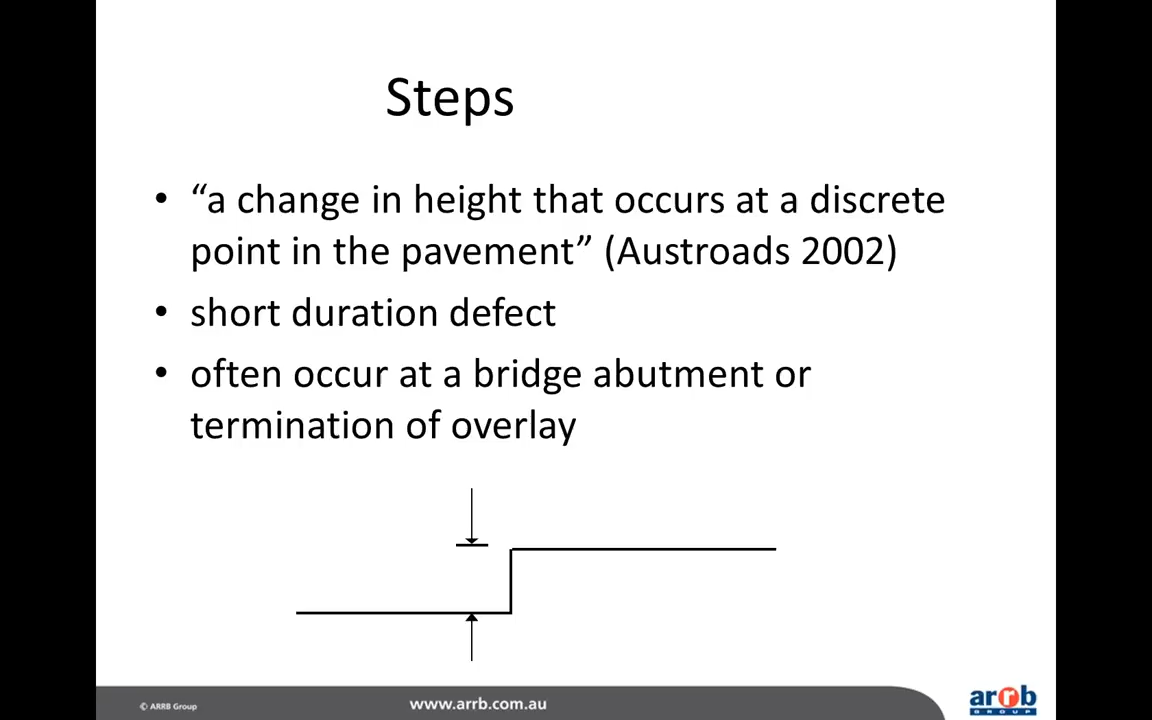 Steps
• “a change in height that occurs at a discrete
point in the pavement” (Austroads 2002)
• short duration defect
• often occur at a bridge abutment or
termination of overlay
© ARRB Group
www.arrb.com.au
arrb
GROUP